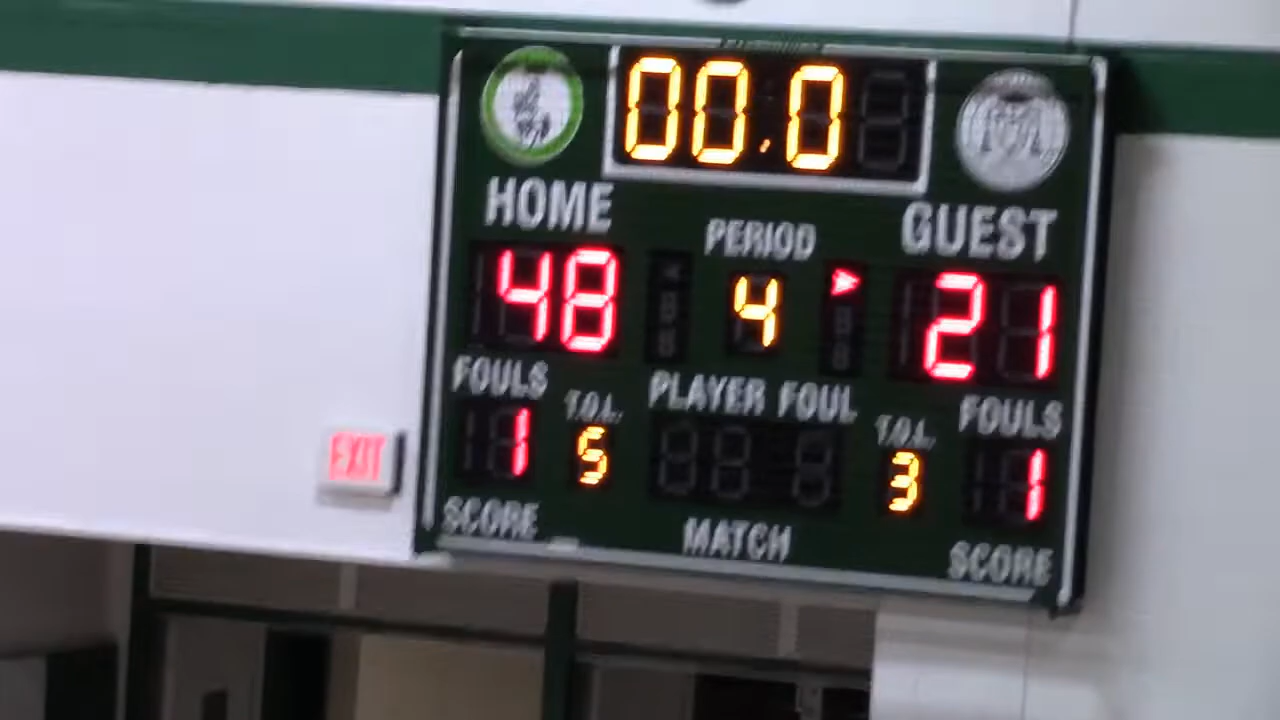 00.0
HOME
GUEST
PERIOD
48
4
21
FOULS
T.O.L.
PLAYER FOUL
T.O.L.
FOULS
1
5
3
1
SCORE
MATCH
SCORE
EXIT